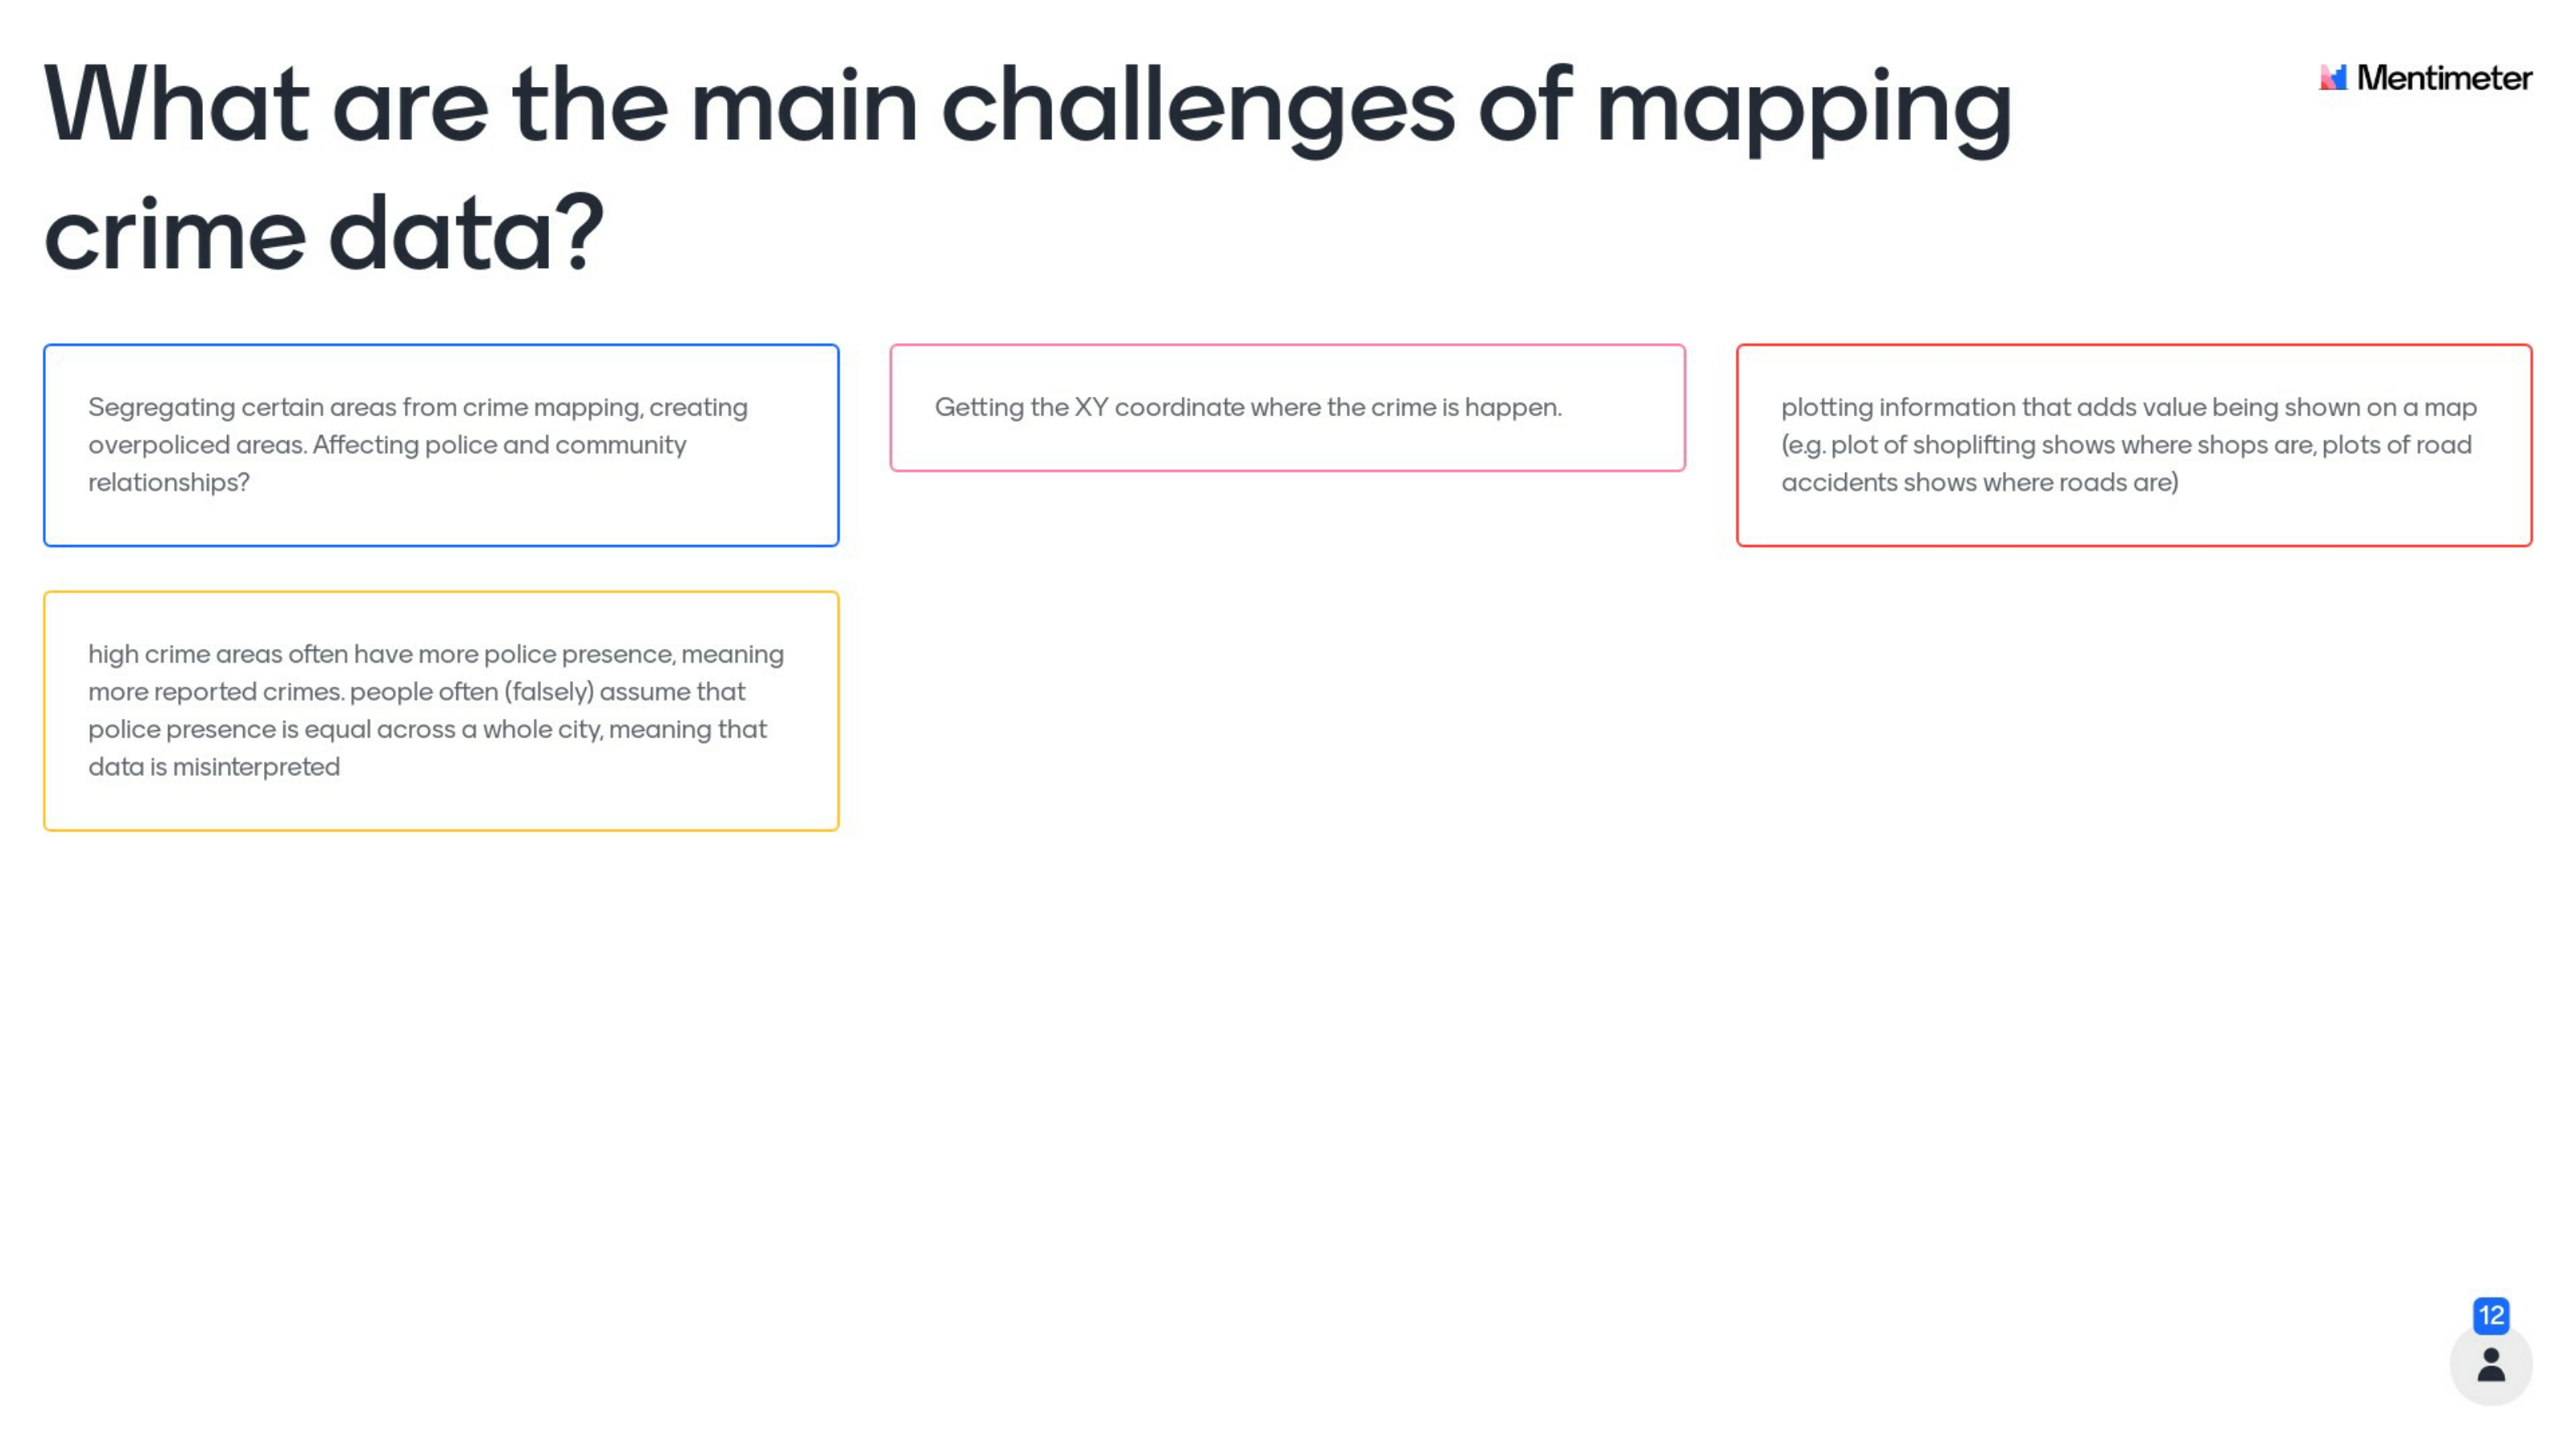 What are the main challenges of mapping
crime data?
Mentimeter
Segregating certain areas from crime mapping, creating
overpoliced areas. Affecting police and community
relationships?
Getting the XY coordinate where the crime is happen.
plotting information that adds value being shown on a map
(e.g. plot of shoplifting shows where shops are, plots of road
accidents shows where roads are)
high crime areas often have more police presence, meaning
more reported crimes. people often (falsely) assume that
police presence is equal across a whole city, meaning that
data is misinterpreted
12